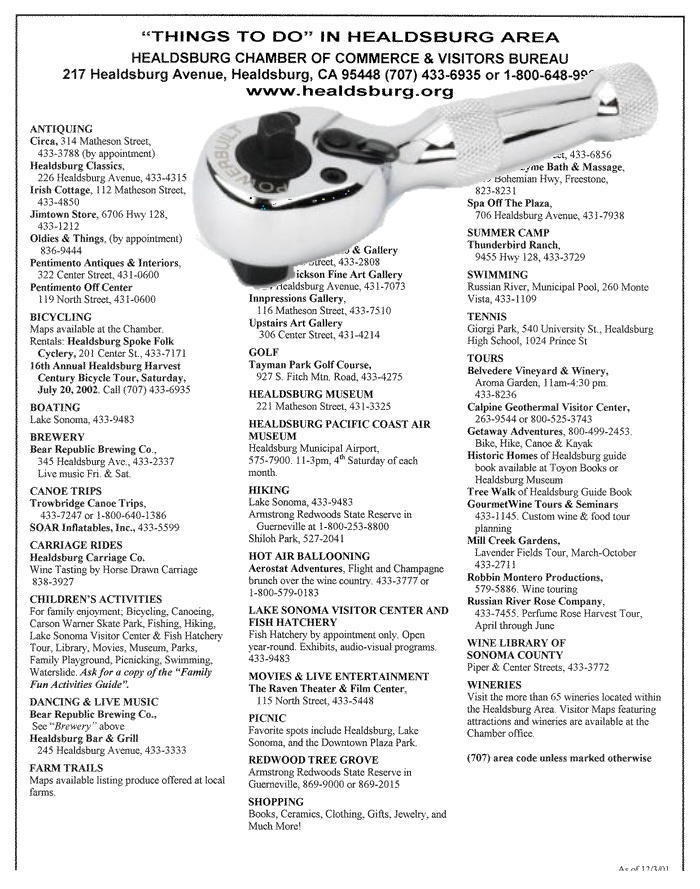 “THINGS TO DO” IN HEALDSBURG AREA
HEALDSBURG CHAMBER OF COMMERCE & VISITORS BUREAU
217 Healdsburg Avenue, Healdsburg, CA 95448 (707) 433-6935 or 1-800-648-99
www.healdsburg.org
ANTIQUING
Circa, 314 Matheson Street,
433-3788 (by appointment)
Healdsburg Classics,
226 Healdsburg Avenue, 433-4315
Irish Cottage, 112 Matheson Street,
433-4850
Jimtown Store, 6706 Hwy 128,
433-1212
Oldies & Things, (by appointment)
836-9444
Pentimento Antiques & Interiors,
322 Center Street, 431-0600
Pentimento Off Center
119 North Street, 431-0600
BICYCLING
Maps available at the Chamber.
Rentals: Healdsburg Spoke Folk
Cyclery, 201 Center St., 433-7171
16th Annual Healdsburg Harvest
Century Bicycle Tour, Saturday,
July 20, 2002. Call (707) 433-6935
BOATING
Lake Sonoma, 433-9483
BREWERY
Bear Republic Brewing Co.,
345 Healdsburg Ave., 433-2337
Live music Fri. & Sat.
CANOE TRIPS
Trowbridge Canoe Trips,
433-7247 or 1-800-640-1386
SOAR Inflatables, Inc., 433-5599
CARRIAGE RIDES
Healdsburg Carriage Co.
Wine Tasting by Horse Drawn Carriage
838-3927
CHILDREN'S ACTIVITIES
For family enjoyment; Bicycling, Canoeing,
Carson Warner Skate Park, Fishing, Hiking,
Lake Sonoma Visitor Center & Fish Hatchery
Tour, Library, Movies, Museum, Parks,
Family Playground, Picnicking, Swimming,
Waterslide. Ask for a copy of the “Family
Fun Activities Guide”.
DANCING & LIVE MUSIC
Bear Republic Brewing Co.,
See “Brewery” above
Healdsburg Bar & Grill
245 Healdsburg Avenue, 433-3333
FARM TRAILS
Maps available listing produce offered at local
farms.
POWERBUILT
& Gallery
Street, 433-2808
ickson Fine Art Gallery
Healdsburg Avenue, 431-7073
Innpressions Gallery,
116 Matheson Street, 433-7510
Upstairs Art Gallery
306 Center Street, 431-4214
GOLF
Tayman Park Golf Course,
927 S. Fitch Mtn. Road, 433-4275
HEALDSBURG MUSEUM
221 Matheson Street, 431-3325
HEALDSBURG PACIFIC COAST AIR
MUSEUM
Healdsburg Municipal Airport,
575-7900. 11-3pm, 4th Saturday of each
month.
HIKING
Lake Sonoma, 433-9483
Armstrong Redwoods State Reserve in
Guerneville at 1-800-253-8800
Shiloh Park, 527-2041
HOT AIR BALLOONING
Aerostat Adventures, Flight and Champagne
brunch over the wine country. 433-3777 or
1-800-579-0183
LAKE SONOMA VISITOR CENTER AND
FISH HATCHERY
Fish Hatchery by appointment only. Open
year-round. Exhibits, audio-visual programs.
433-9483
MOVIES & LIVE ENTERTAINMENT
The Raven Theater & Film Center,
115 North Street, 433-5448
PICNIC
Favorite spots include Healdsburg, Lake
Sonoma, and the Downtown Plaza Park.
REDWOOD TREE GROVE
Armstrong Redwoods State Reserve in
Guerneville, 869-9000 or 869-2015
SHOPPING
Books, Ceramics, Clothing, Gifts, Jewelry, and
Much More!
et, 433-6856
yme Bath & Massage,
Bohemian Hwy, Freestone,
823-8231
Spa Off The Plaza,
706 Healdsburg Avenue, 431-7938
SUMMER CAMP
Thunderbird Ranch,
9455 Hwy 128, 433-3729
SWIMMING
Russian River, Municipal Pool, 260 Monte
Vista, 433-1109
TENNIS
Giorgi Park, 540 University St., Healdsburg
High School, 1024 Prince St
TOURS
Belvedere Vineyard & Winery,
Aroma Garden, 11am-4:30 pm.
433-8236
Calpine Geothermal Visitor Center,
263-9544 or 800-525-3743
Getaway Adventures, 800-499-2453.
Bike, Hike, Canoe & Kayak
Historic Homes of Healdsburg guide
book available at Toyon Books or
Healdsburg Museum
Tree Walk of Healdsburg Guide Book
GourmetWine Tours & Seminars
433-1145. Custom wine & food tour
planning
Mill Creek Gardens,
Lavender Fields Tour, March-October
433-2711
Robbin Montero Productions,
579-5886. Wine touring
Russian River Rose Company,
433-7455. Perfume Rose Harvest Tour,
April through June
WINE LIBRARY OF
SONOMA COUNTY
Piper & Center Streets, 433-3772
WINERIES
Visit the more than 65 wineries located within
the Healdsburg Area. Visitor Maps featuring
attractions and wineries are available at the
Chamber office.
(707) area code unless marked otherwise
As of 12/3/01